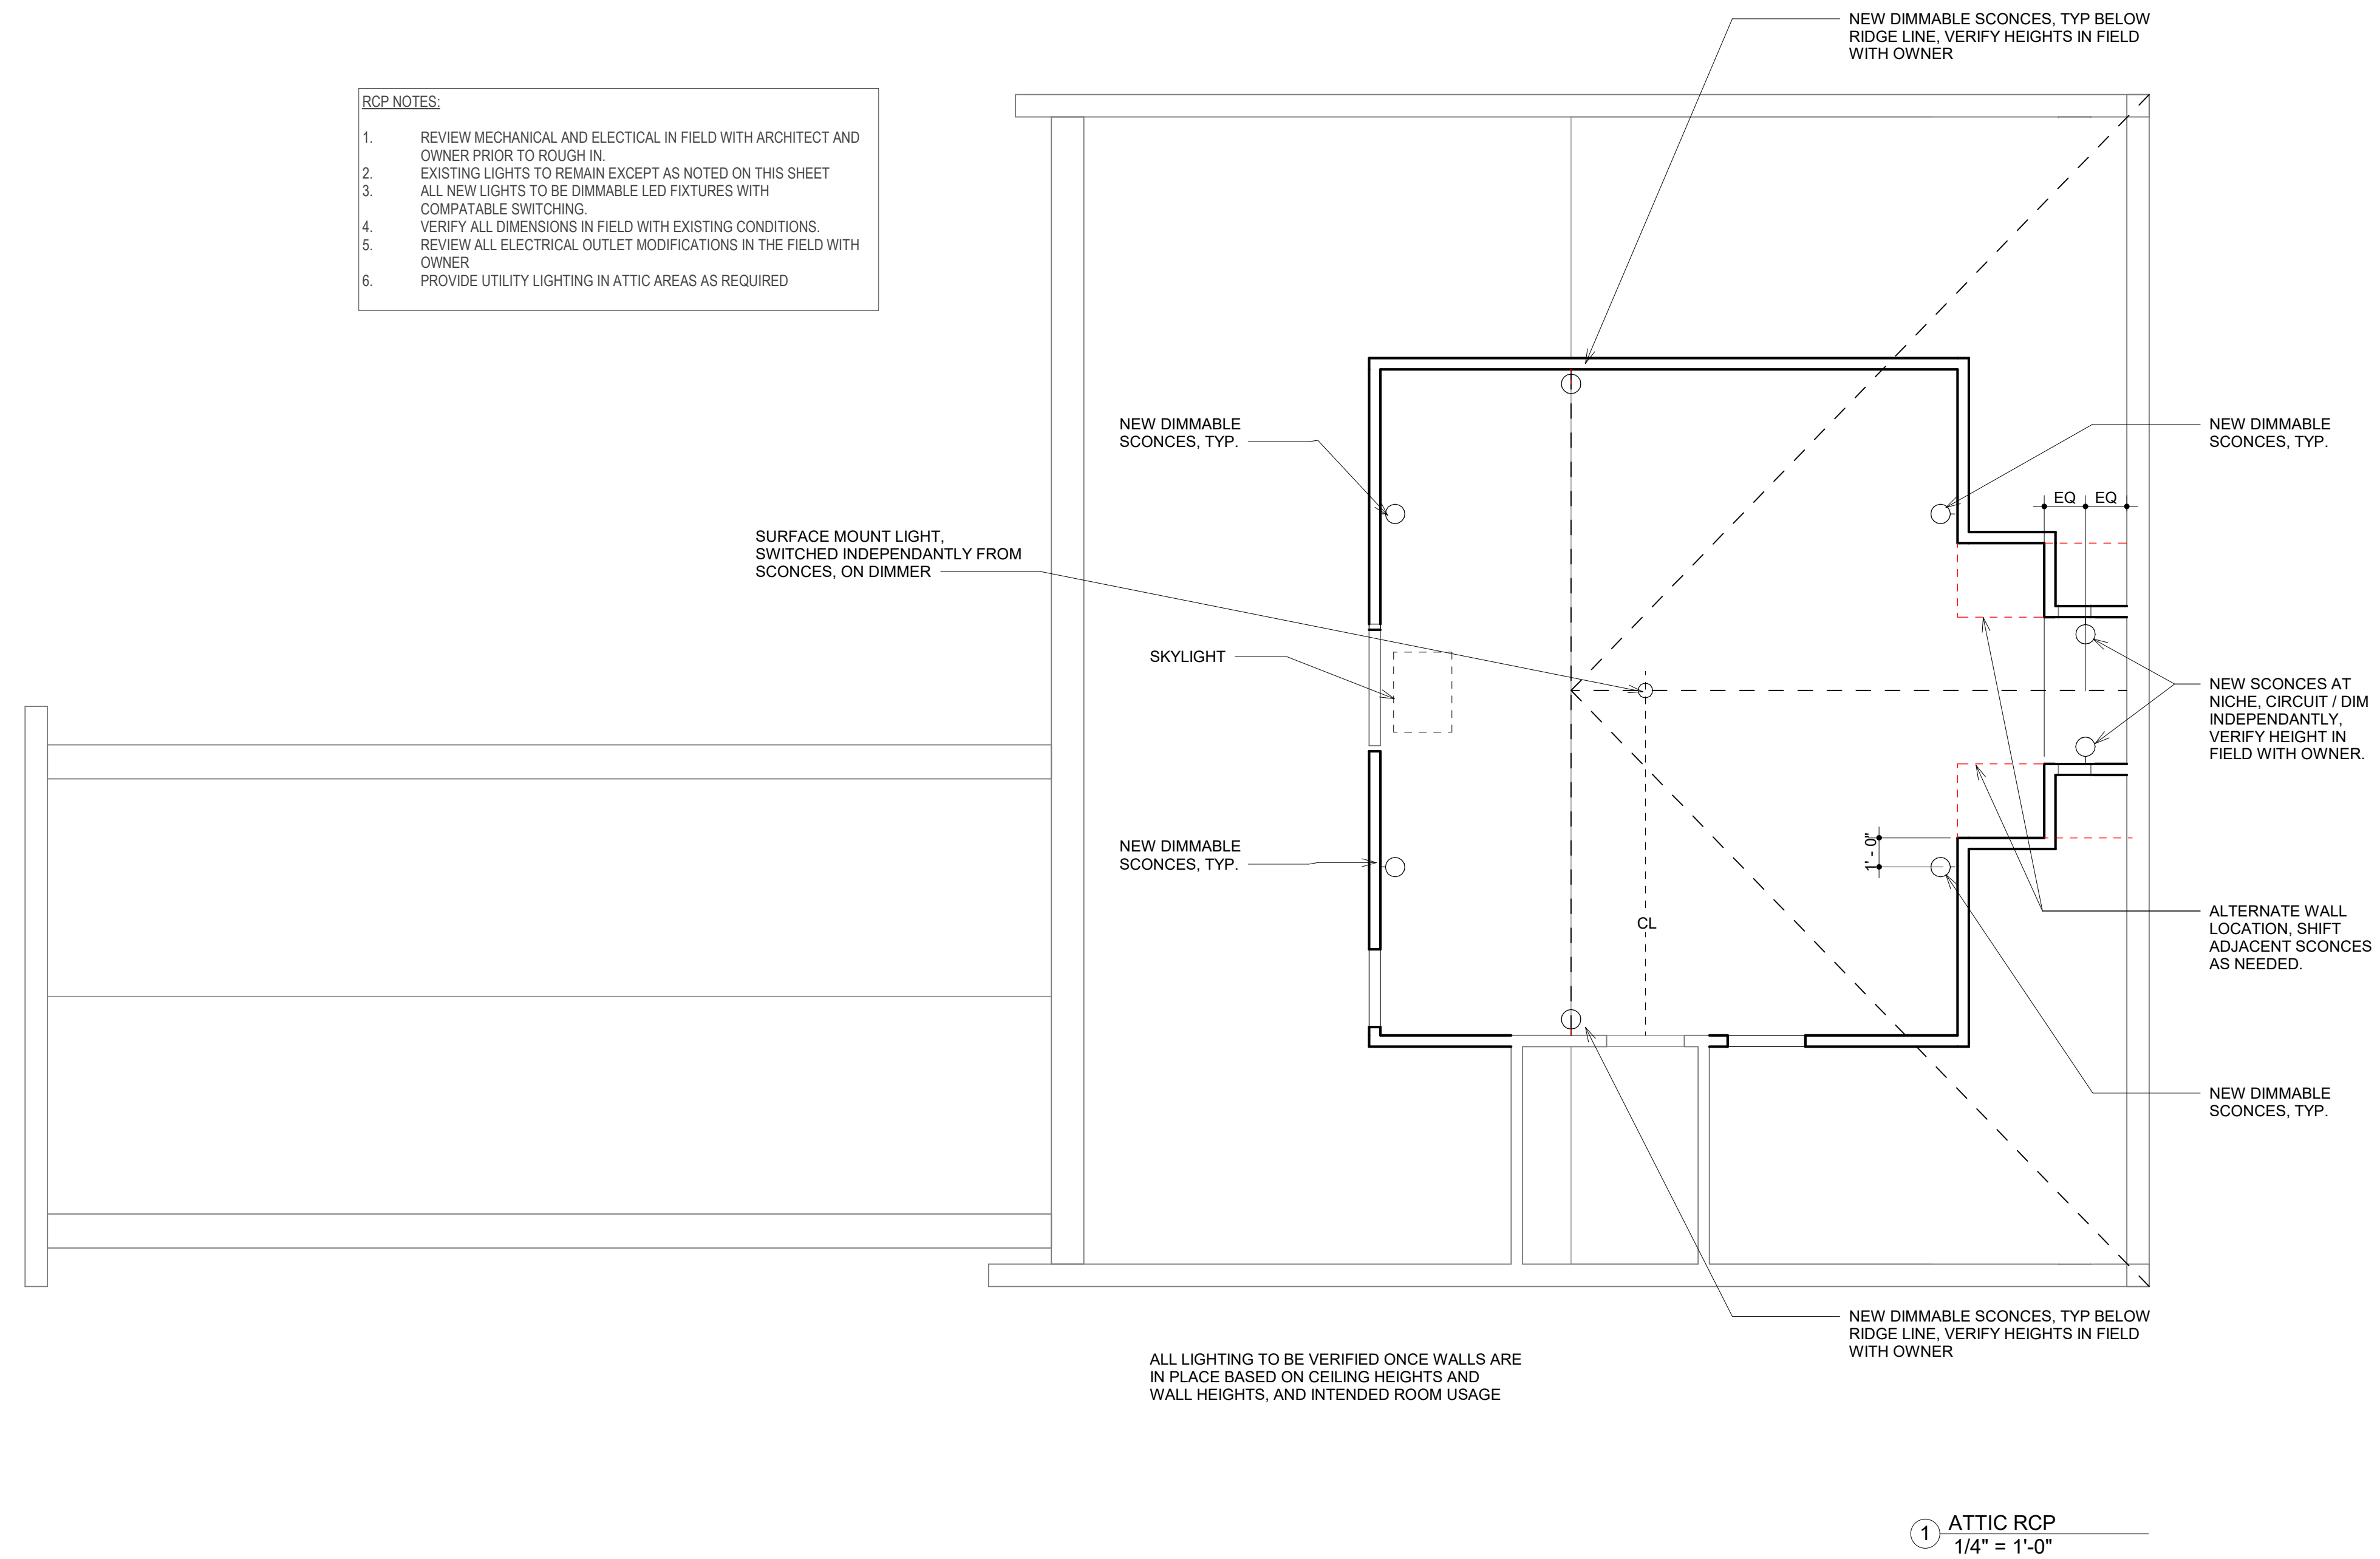 NEW DIMMABLE SCONCES, TYP BELOW
RIDGE LINE, VERIFY HEIGHTS IN FIELD
WITH OWNER
RCP NOTES:
1. REVIEW MECHANICAL AND ELECTICAL IN FIELD WITH ARCHITECT AND
OWNER PRIOR TO ROUGH IN.
2. EXISTING LIGHTS TO REMAIN EXCEPT AS NOTED ON THIS SHEET
3. ALL NEW LIGHTS TO BE DIMMABLE LED FIXTURES WITH
COMPATABLE SWITCHING.
4. VERIFY ALL DIMENSIONS IN FIELD WITH EXISTING CONDITIONS.
5. REVIEW ALL ELECTRICAL OUTLET MODIFICATIONS IN THE FIELD WITH
OWNER
6. PROVIDE UTILITY LIGHTING IN ATTIC AREAS AS REQUIRED
NEW DIMMABLE
SCONCES, TYP.
NEW DIMMABLE
SCONCES, TYP.
EQ EQ
SURFACE MOUNT LIGHT,
SWITCHED INDEPENDANTLY FROM
SCONCES, ON DIMMER
SKYLIGHT
NEW SCONCES AT
NICHE, CIRCUIT / DIM
INDEPENDANTLY,
VERIFY HEIGHT IN
FIELD WITH OWNER.
NEW DIMMABLE
SCONCES, TYP.
1' - 0"
CL
ALTERNATE WALL
LOCATION, SHIFT
ADJACENT SCONCES
AS NEEDED.
NEW DIMMABLE
SCONCES, TYP.
NEW DIMMABLE SCONCES, TYP BELOW
RIDGE LINE, VERIFY HEIGHTS IN FIELD
WITH OWNER
ALL LIGHTING TO BE VERIFIED ONCE WALLS ARE
IN PLACE BASED ON CEILING HEIGHTS AND
WALL HEIGHTS, AND INTENDED ROOM USAGE
1 ATTIC RCP
1/4" = 1'-0"